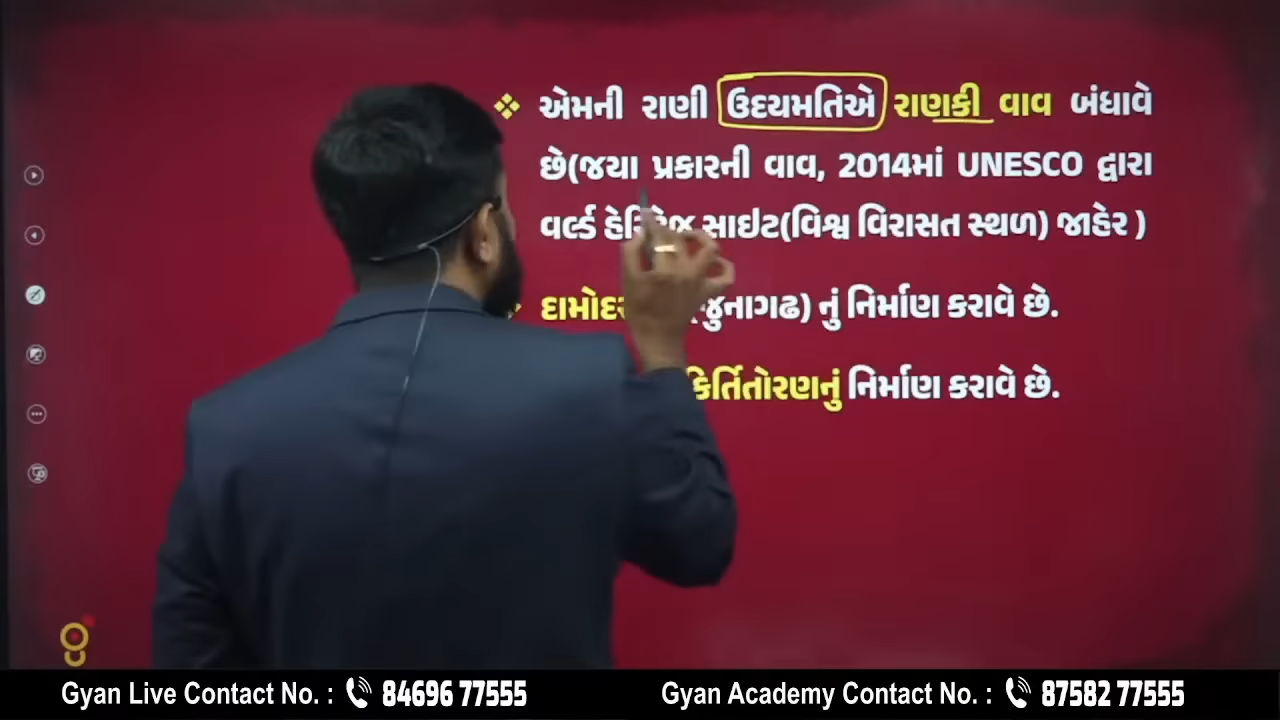 ❖ એમની રાણી ઉદયમતિએ રાણકી વાવ બંધાવે
છે(જયા પ્રકારની વાવ, 2014માં UNESCO દ્વારા
વર્લ્ડ સાઇટ(વિશ્વ વિરાસત સ્થળ) જાહેર )
નું નિર્માણ કરાવે છે.
કિર્તિતોરણનું નિર્માણ કરાવે છે.
Gyan Live Contact No. : 84696 77555
Gyan Academy Contact No. : 87582 77555